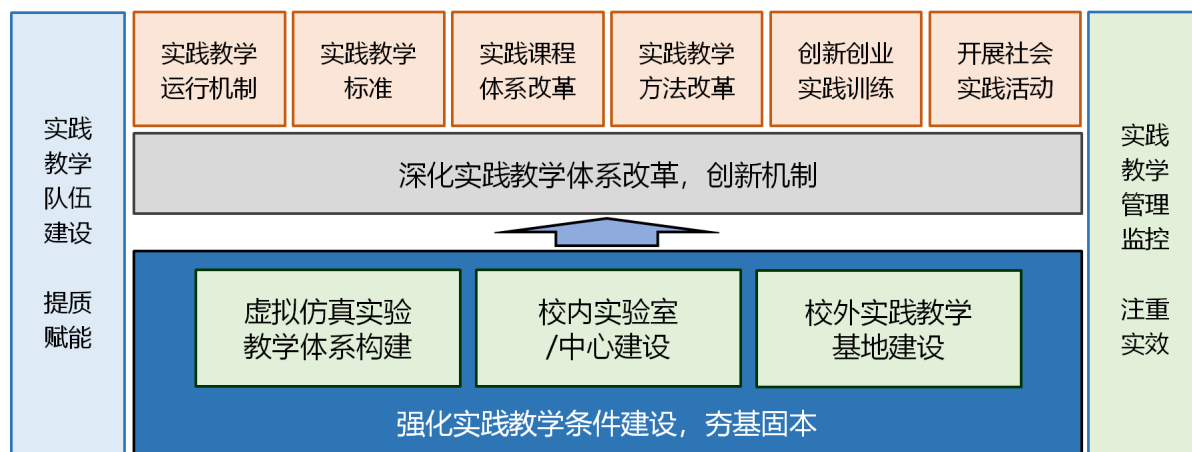 实践
教学
队伍
建设
提质
赋能
实践教学
运行机制
实践教学
标准
实践课程
体系改革
实践教学
方法改革
创新创业
实践训练
开展社会
实践活动
深化实践教学体系改革，创新机制
虚拟仿真实验
教学体系构建
校内实验室
/中心建设
校外实践教学
基地建设
强化实践教学条件建设，夯基固本
实践
教学
管理
监控
注重
实效